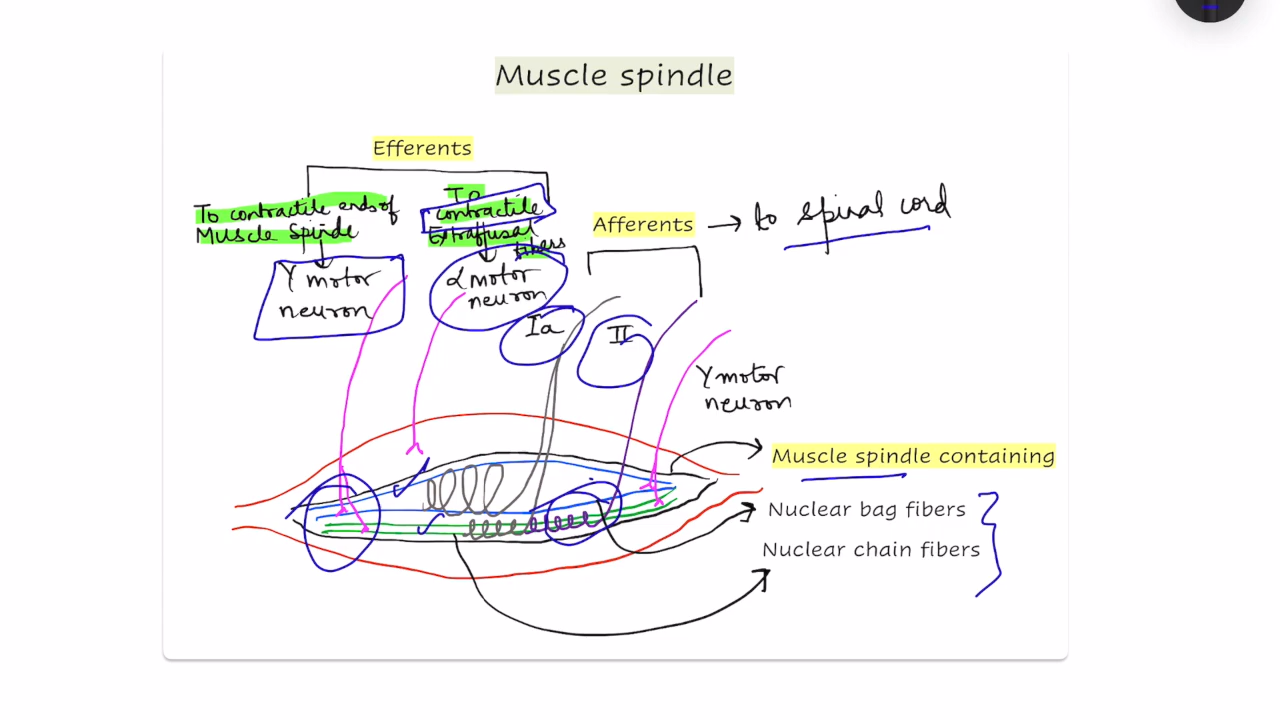 Muscle spindle
Efferents
To contractile ends of
Muscle Spinde
To
contractile
Extrafusal
fibers
Afferents → to spinal cord
γ motor
neuron
α motor
neuron
Ia
II
γ motor
neuron
Muscle spindle containing
Nuclear bag fibers
Nuclear chain fibers